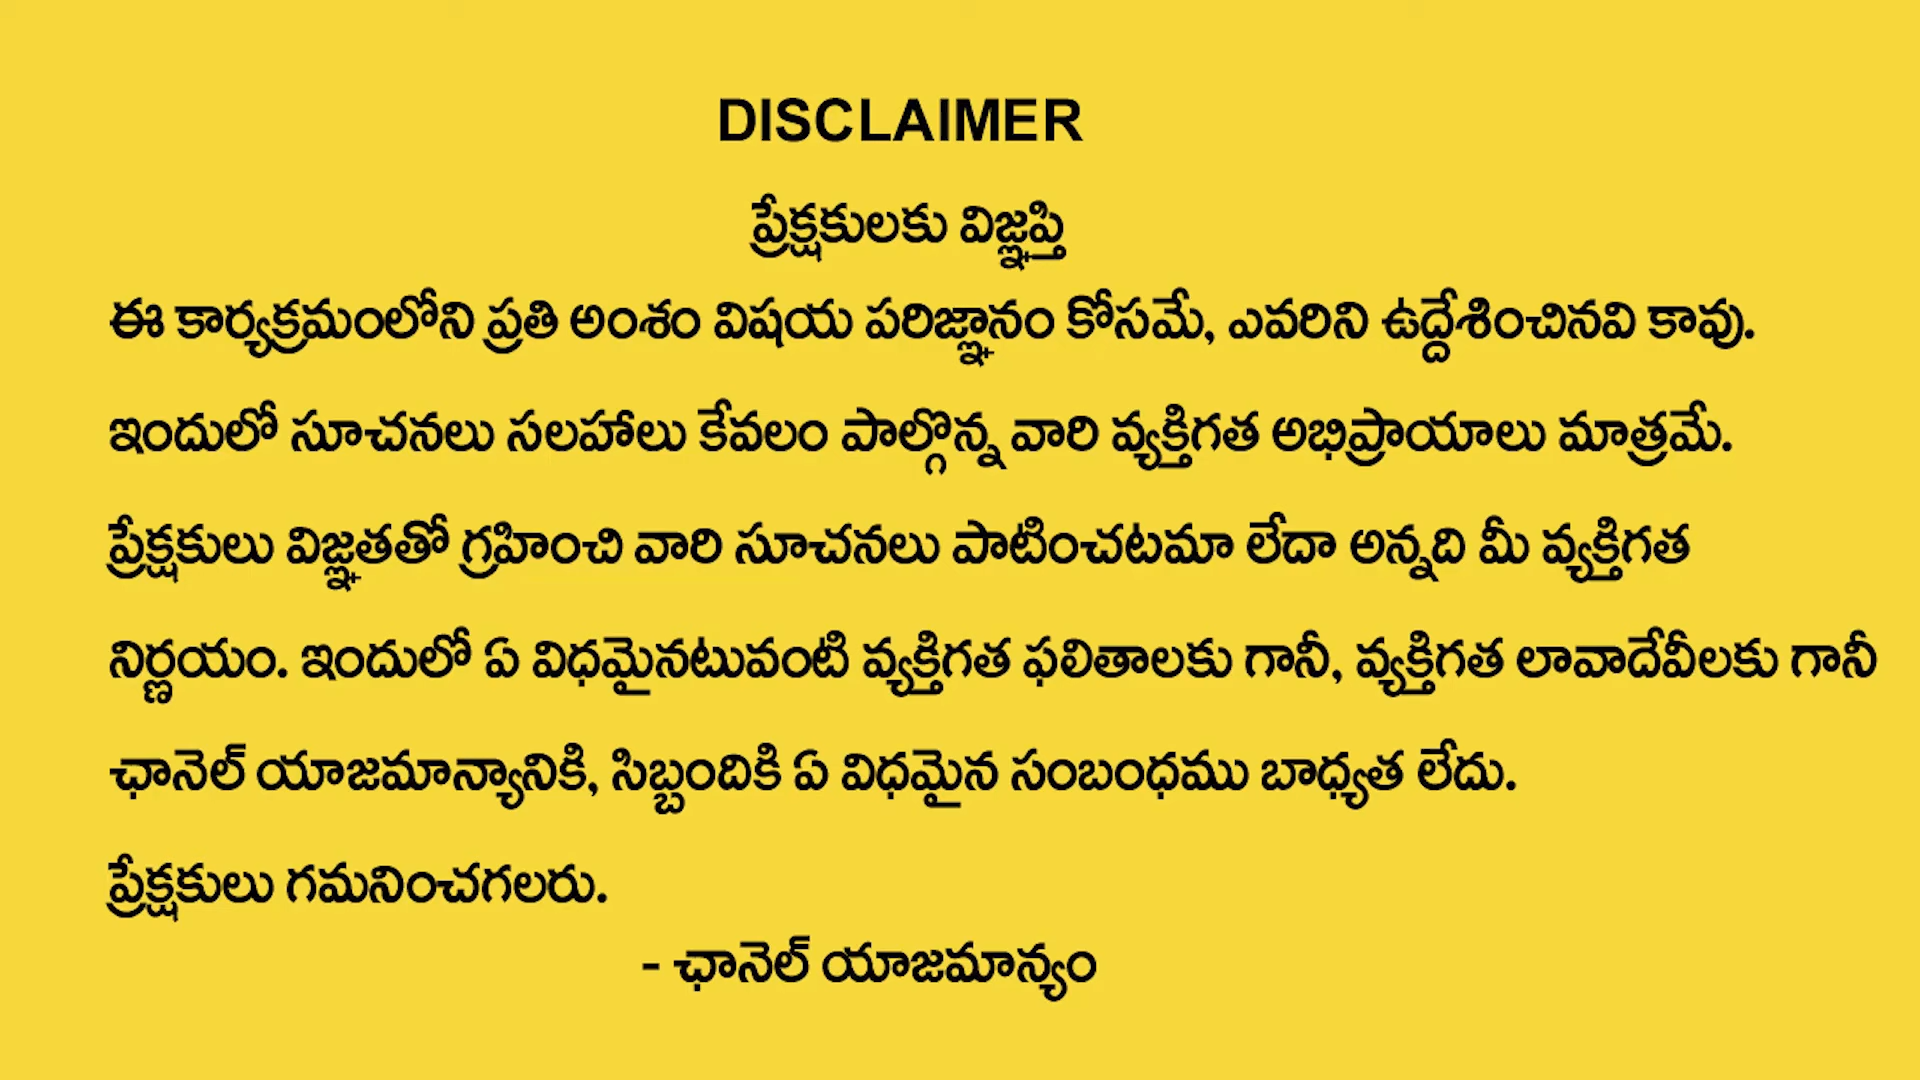 DISCLAIMER
ప్రేక్షకులకు విజ్ఞప్తి
ఈ కార్యక్రమంలోని ప్రతి అంశం విషయ పరిజ్ఞానం కోసమే, ఎవరిని ఉద్దేశించినవి కావు.
ఇందులో సూచనలు సలహాలు కేవలం పాల్గొన్న వారి వ్యక్తిగత అభిప్రాయాలు మాత్రమే.
ప్రేక్షకులు విజ్ఞతతో గ్రహించి వారి సూచనలు పాటించటమా లేదా అన్నది మీ వ్యక్తిగత
నిర్ణయం. ఇందులో ఏ విధమైనటువంటి వ్యక్తిగత ఫలితాలకు గానీ, వ్యక్తిగత లావాదేవీలకు గానీ
ఛానెల్ యాజమాన్యానికి, సిబ్బందికి ఏ విధమైన సంబంధము బాధ్యత లేదు.
ప్రేక్షకులు గమనించగలరు.
- ఛానెల్ యాజమాన్యం